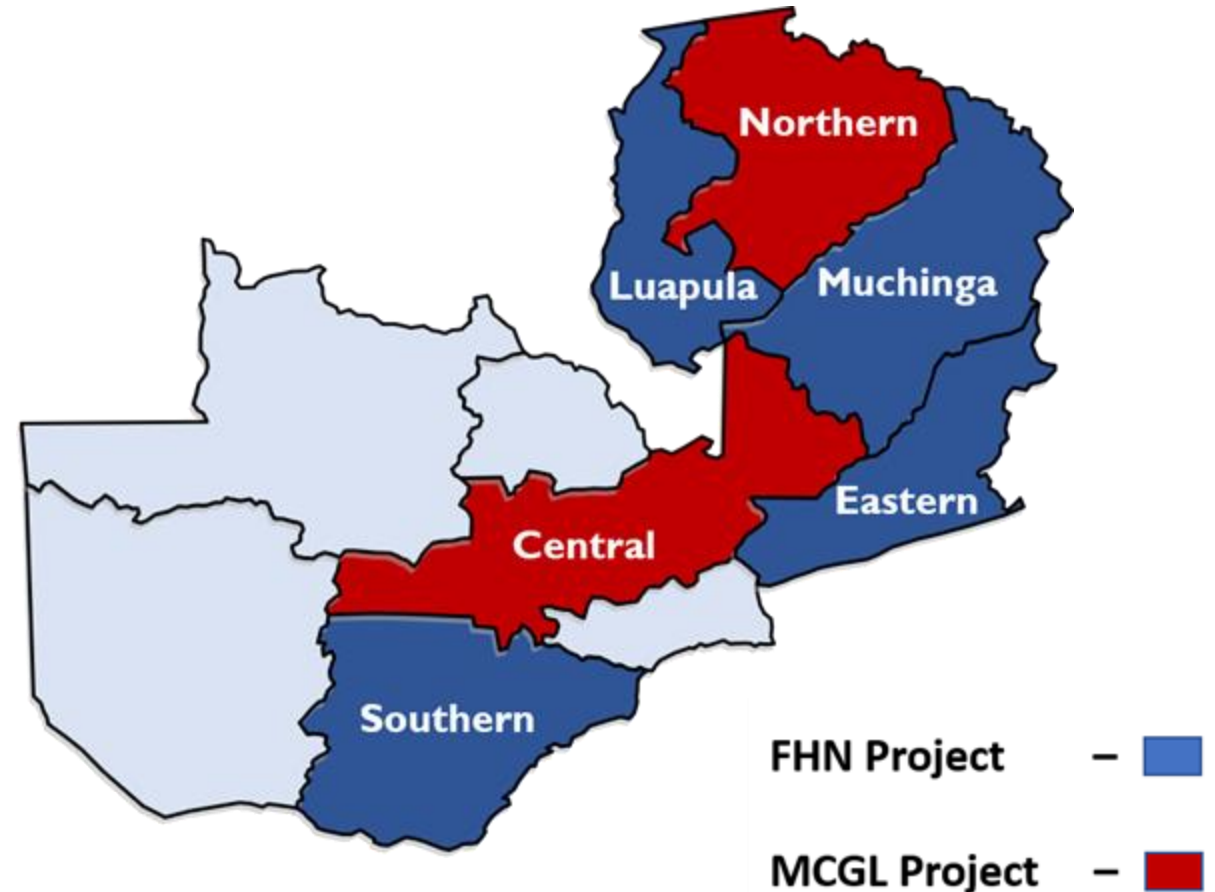 Northern
Luapula
Muchinga
Eastern
Central
Southern
FHN Project –
MCGL Project –